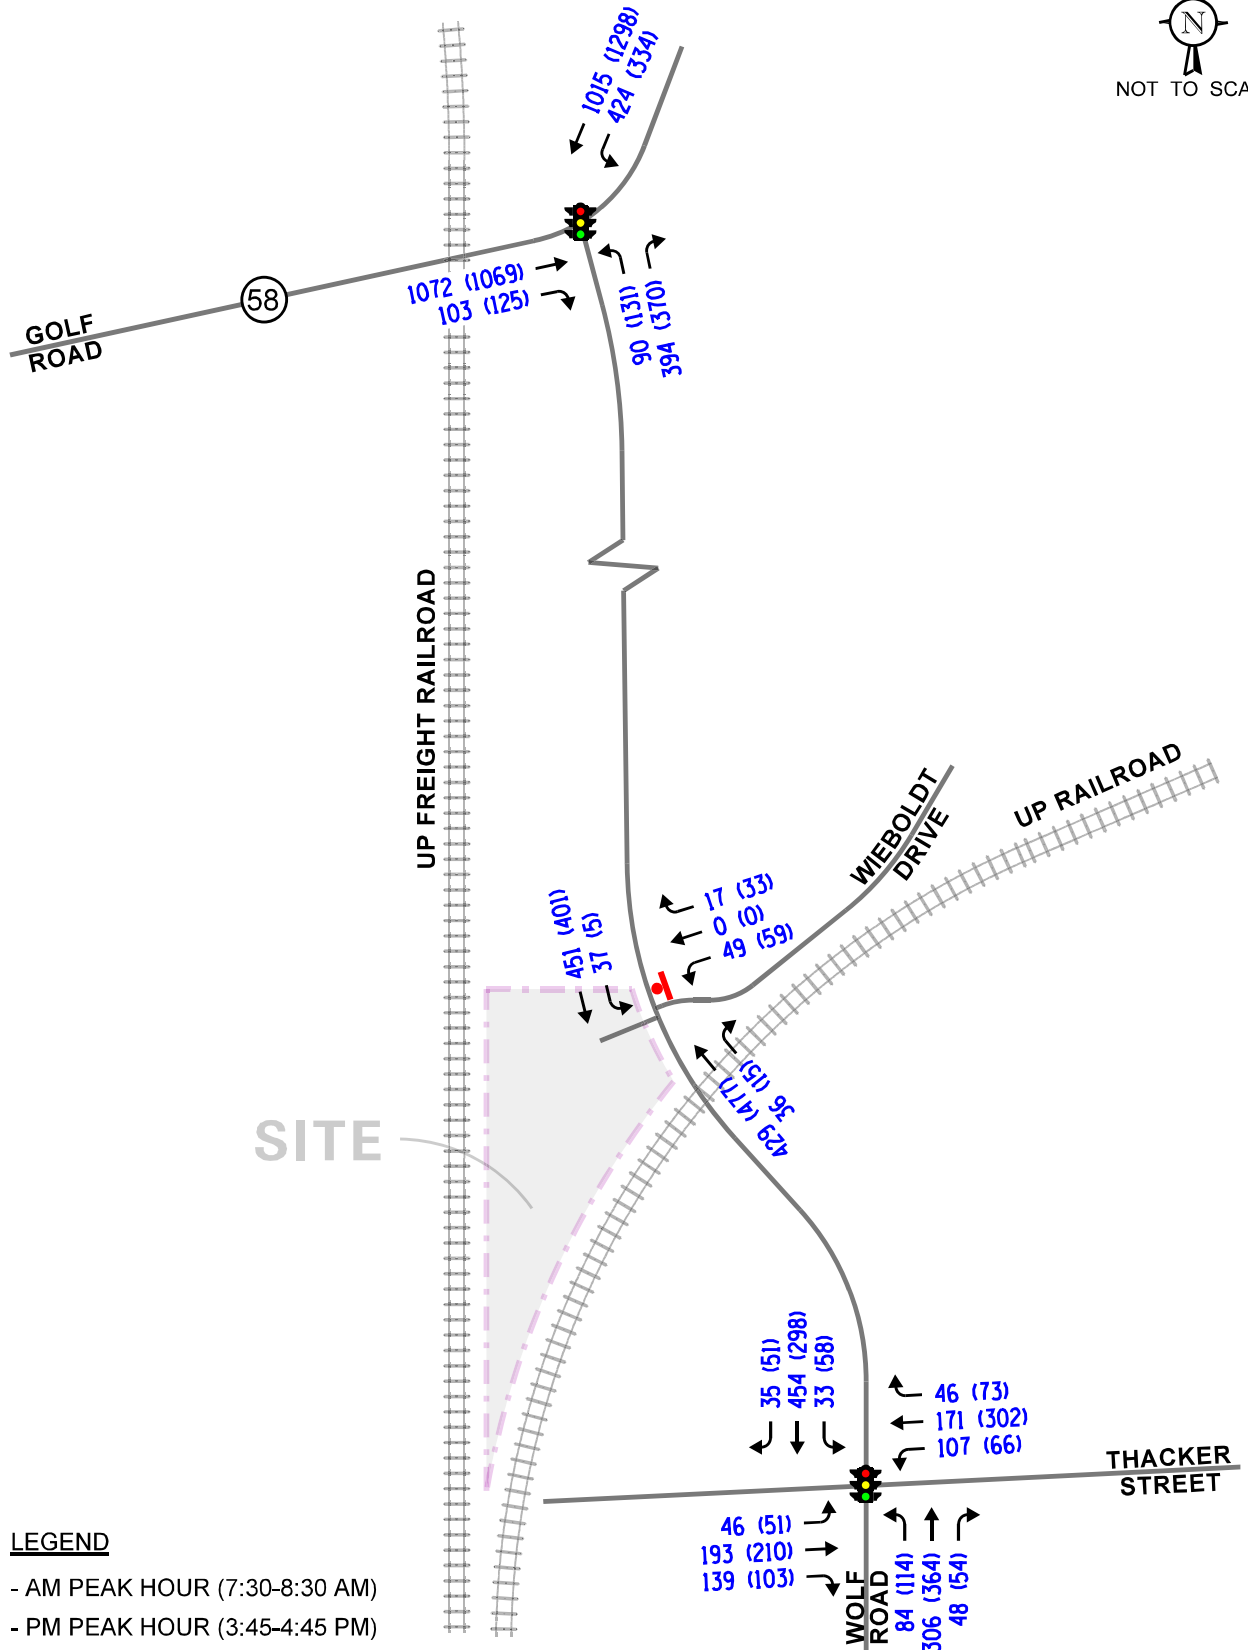 N
NOT TO SCA
1015 (1298)
424 (334)
58
GOLF
ROAD
1072 (1069)
103 (125)
90 (131)
394 (370)
UP FREIGHT RAILROAD
UP RAILROAD
WIEBOLDT
DRIVE
17 (33)
0 (0)
49 (59)
451 (401)
37 (5)
36 (15)
429 (477)
SITE
35 (51)
454 (298)
33 (58)
46 (73)
171 (302)
107 (66)
THACKER
STREET
46 (51)
193 (210)
139 (103)
WOLF
ROAD
84 (114)
306 (364)
48 (54)
LEGEND
- AM PEAK HOUR (7:30-8:30 AM)
- PM PEAK HOUR (3:45-4:45 PM)